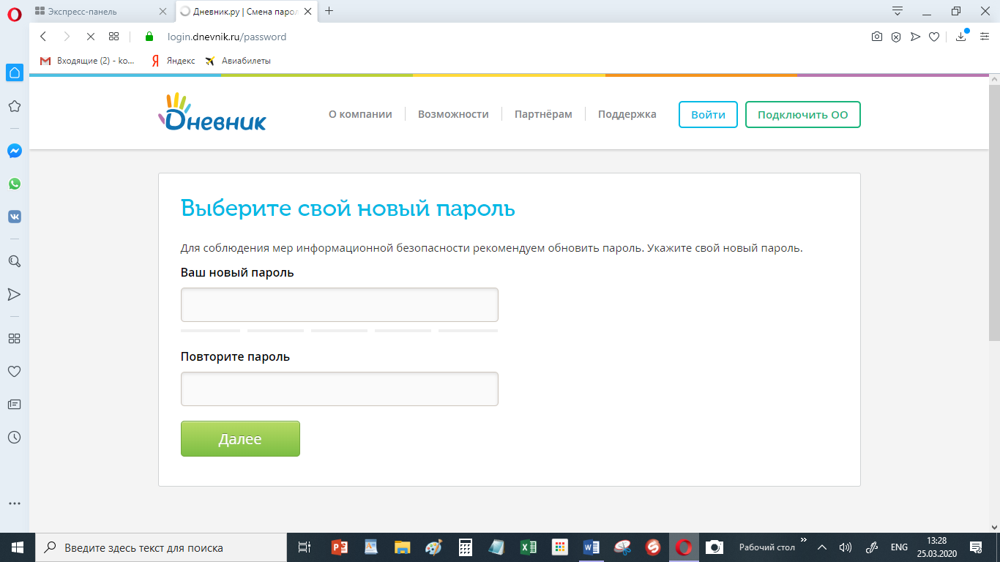 Экспресс-панель
Дневник.ру | Смена парол
login.dnevnik.ru/password
Входящие (2) - ko...
Яндекс
Авиабилеты
Дневник
О компании
Возможности
Партнёрам
Поддержка
Войти
Подключить ОО
Выберите свой новый пароль
Для соблюдения мер информационной безопасности рекомендуем обновить пароль. Укажите свой новый пароль.
Ваш новый пароль
Повторите пароль
Далее
Введите здесь текст для поиска
Рабочий стол
ENG
13:28
25.03.2020